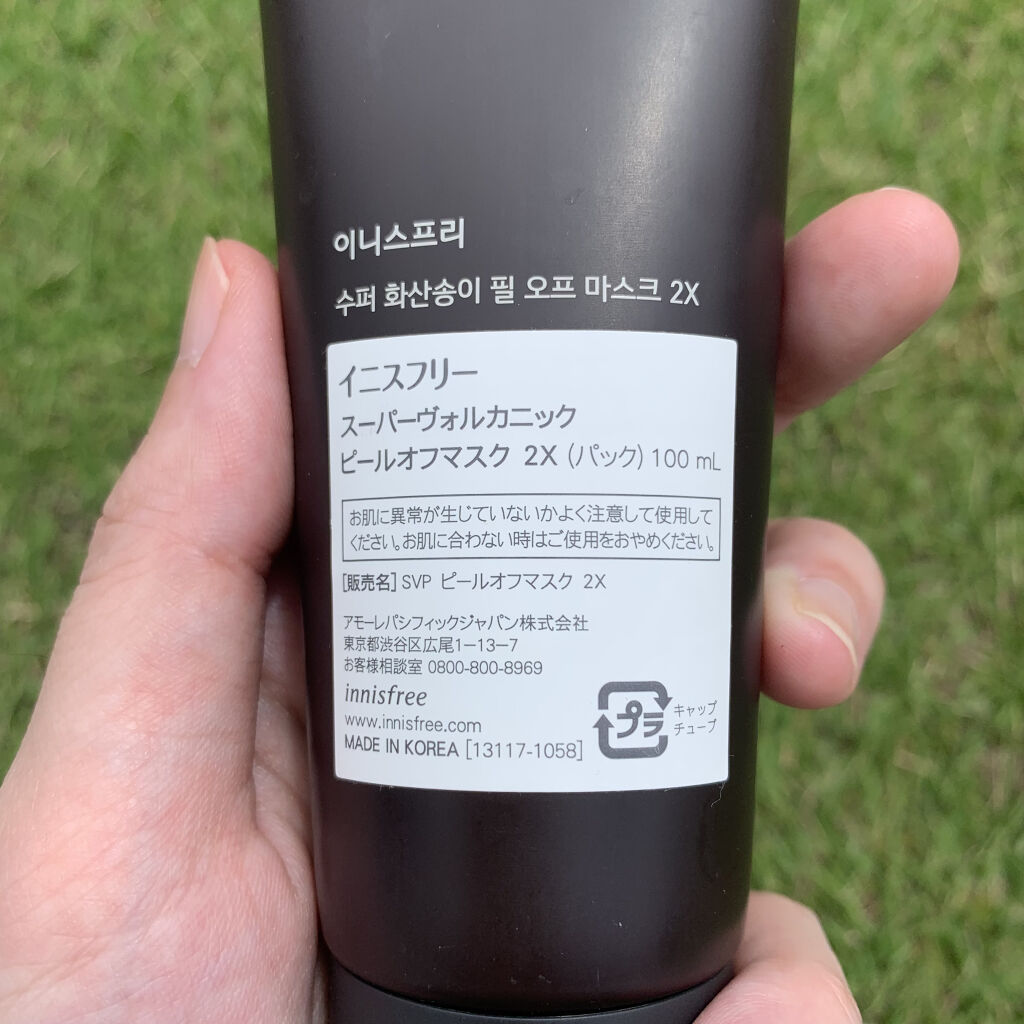 이니스프리
수퍼 화산송이 필 오프 마스크 2X
イニスフリー
スーパーヴォルカニック
ピールオフマスク 2X (パック) 100 mL
お肌に異常が生じていないかよく注意して使用して
ください。お肌に合わない時はご使用をおやめください。
[販売名] SVP ピールオフマスク 2X
アモーレパシフィックジャパン株式会社
東京都渋谷区広尾1-13-7
お客様相談室 0800-800-8969
innisfree
www.innisfree.com
MADE IN KOREA [13117-1058]
プラ
キャップ
チューブ